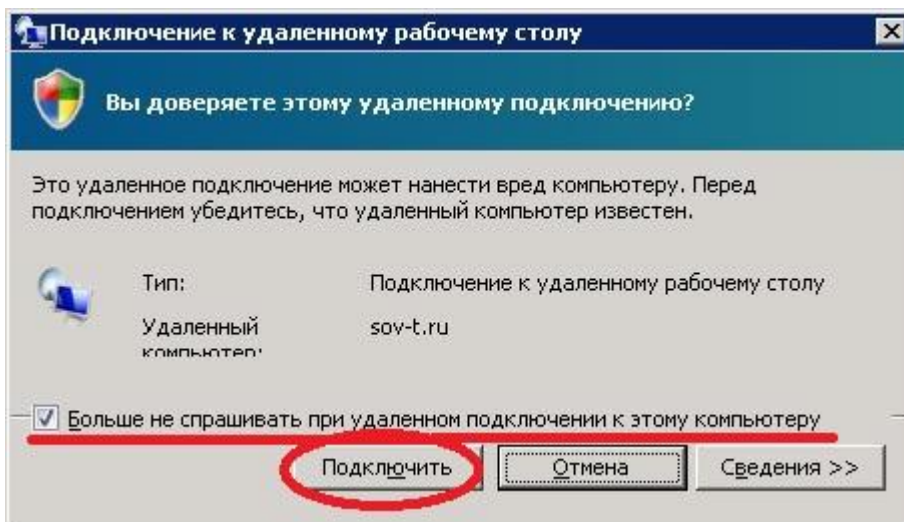 Подключение к удаленному рабочему столу
Вы доверяете этому удаленному подключению?
Это удаленное подключение может нанести вред компьютеру. Перед
подключением убедитесь, что удаленный компьютер известен.
Тип: Подключение к удаленному рабочему столу
Удаленный sov-t.ru
компьютер:
Больше не спрашивать при удаленном подключении к этому компьютеру
Подключить Отмена Сведения >>